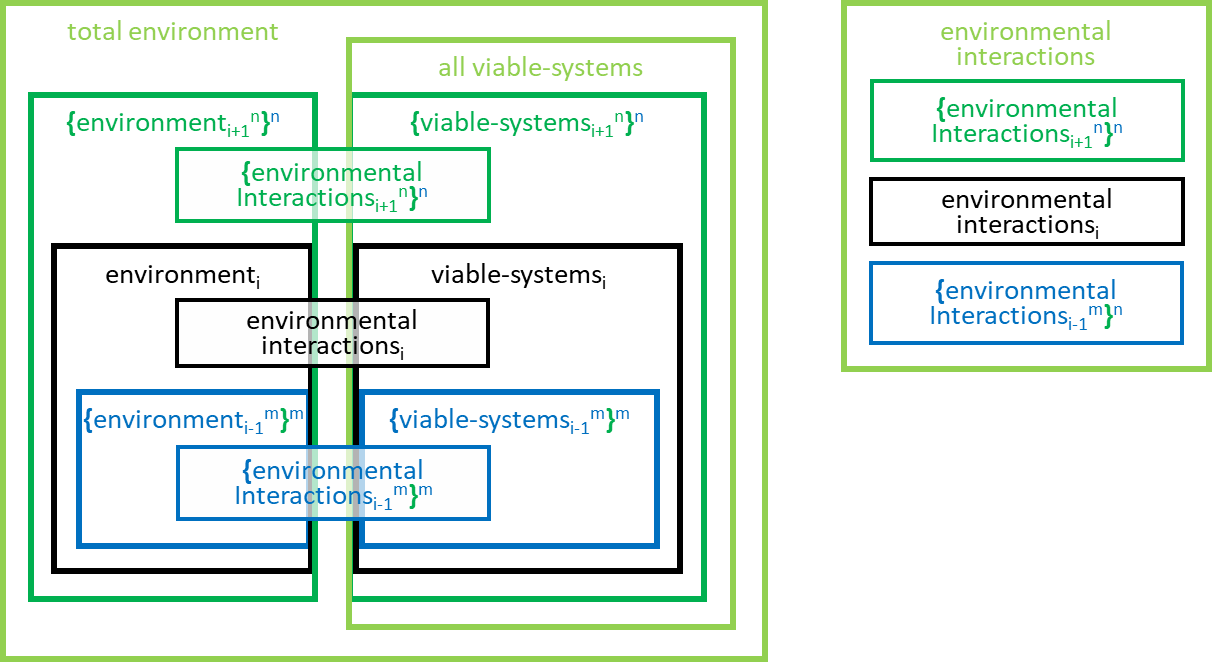 total environment
all viable-systems
{environmentᵢ₊₁ⁿ}ⁿ
{viable-systemsᵢ₊₁ⁿ}ⁿ
{environmental
Interactionsᵢ₊₁ⁿ}ⁿ
environmentᵢ
viable-systemsᵢ
environmental
interactionsᵢ
{environmentᵢ₋₁ᵐ}ᵐ
{viable-systemsᵢ₋₁ᵐ}ᵐ
{environmental
Interactionsᵢ₋₁ᵐ}ᵐ
environmental
interactions
{environmental
Interactionsᵢ₊₁ⁿ}ⁿ
environmental
interactionsᵢ
{environmental
Interactionsᵢ₋₁ᵐ}ⁿ